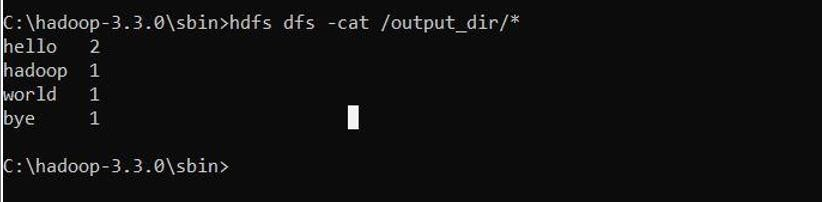 C:\hadoop-3.3.0\sbin>hdfs dfs -cat /output_dir/*
hello   2
hadoop  1
world   1
bye     1
C:\hadoop-3.3.0\sbin>